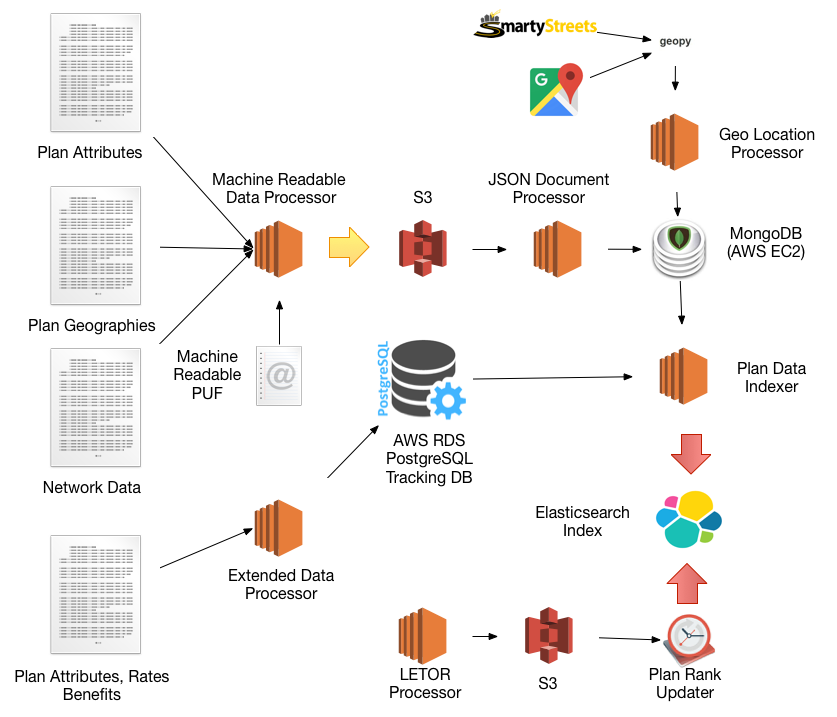 SmartyStreets
geopy
G
Geo Location
Processor
Plan Attributes
Machine Readable
Data Processor
S3
JSON Document
Processor
MongoDB
(AWS EC2)
Plan Geographies
Machine
Readable
PUF
@
PostgreSQL
AWS RDS
PostgreSQL
Tracking DB
Plan Data
Indexer
Network Data
Elasticsearch
Index
Extended Data
Processor
Plan Attributes, Rates
Benefits
LETOR
Processor
S3
Plan Rank
Updater